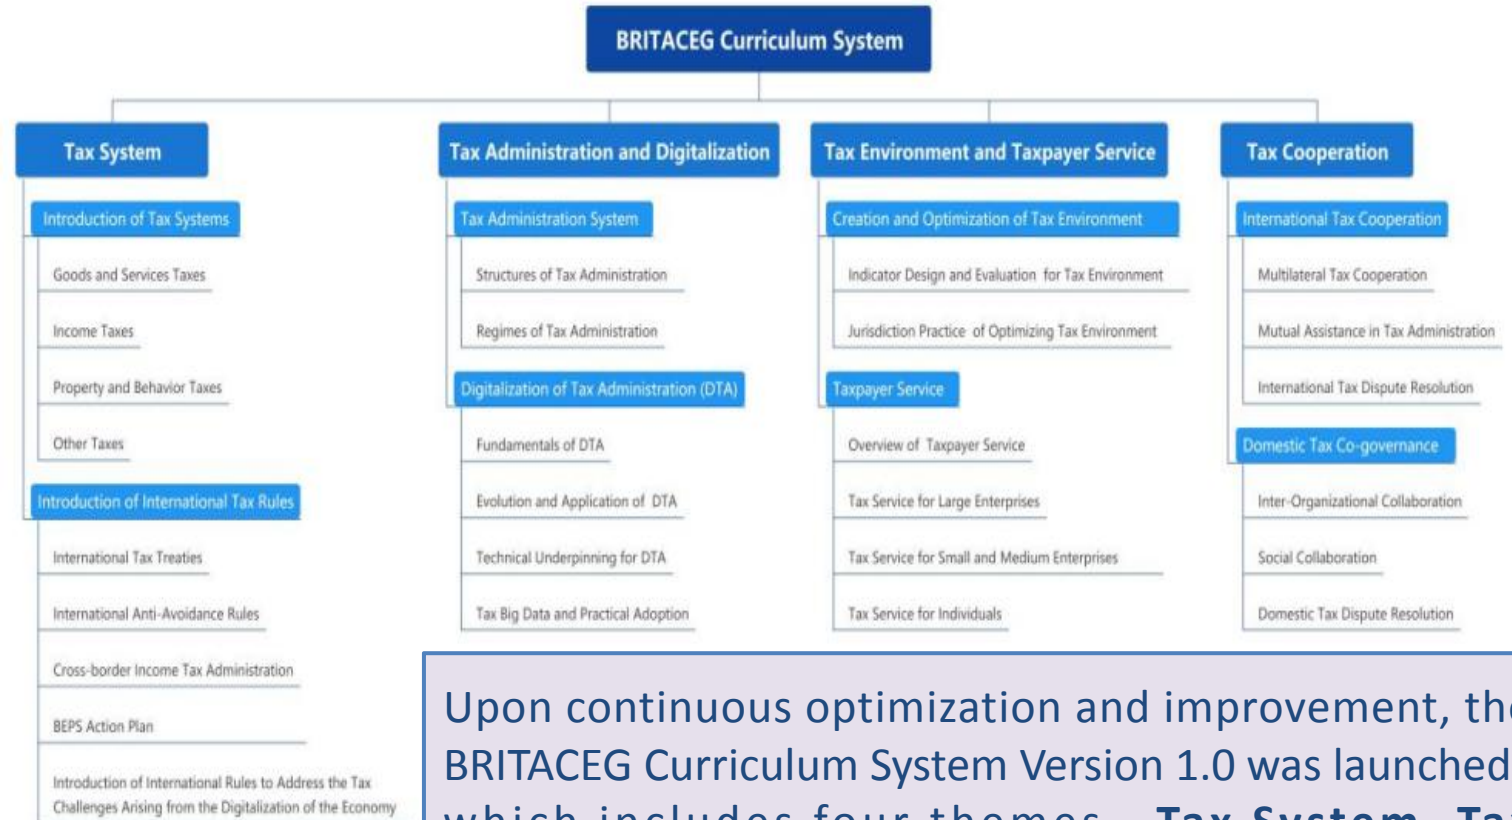 BRITACEG Curriculum System
Tax System
Introduction of Tax Systems
Goods and Services Taxes
Income Taxes
Property and Behavior Taxes
Other Taxes
Introduction of International Tax Rules
International Tax Treaties
International Anti-Avoidance Rules
Cross-border Income Tax Administration
BEPS Action Plan
Introduction of International Rules to Address the Tax
Challenges Arising from the Digitalization of the Economy
Tax Administration and Digitalization
Tax Administration System
Structures of Tax Administration
Regimes of Tax Administration
Digitalization of Tax Administration (DTA)
Fundamentals of DTA
Evolution and Application of DTA
Technical Underpinning for DTA
Tax Big Data and Practical Adoption
Tax Environment and Taxpayer Service
Creation and Optimization of Tax Environment
Indicator Design and Evaluation for Tax Environment
Jurisdiction Practice of Optimizing Tax Environment
Taxpayer Service
Overview of Taxpayer Service
Tax Service for Large Enterprises
Tax Service for Small and Medium Enterprises
Tax Service for Individuals
Tax Cooperation
International Tax Cooperation
Multilateral Tax Cooperation
Mutual Assistance in Tax Administration
International Tax Dispute Resolution
Domestic Tax Co-governance
Inter-Organizational Collaboration
Social Collaboration
Domestic Tax Dispute Resolution
Upon continuous optimization and improvement, the
BRITACEG Curriculum System Version 1.0 was launched
which includes four themes, Tax System, Tax